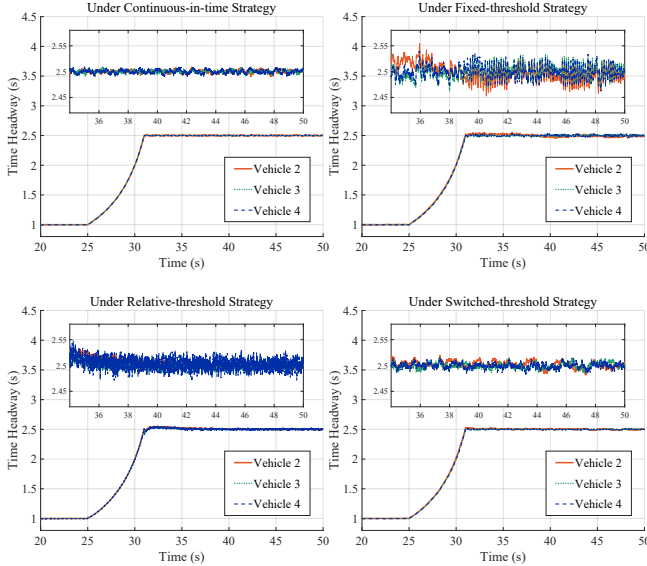 Under Continuous-in-time Strategy
4.5
4
3.5
3
2.5
2
1.5
1
Time Headway (s)
2.55
2.5
2.45
36 38 40 42 44 46 48 50
Vehicle 2
Vehicle 3
Vehicle 4
20 25 30 35 40 45 50
Time (s)
Under Fixed-threshold Strategy
4.5
4
3.5
3
2.5
2
1.5
1
Time Headway (s)
2.55
2.5
2.45
36 38 40 42 44 46 48 50
Vehicle 2
Vehicle 3
Vehicle 4
20 25 30 35 40 45 50
Time (s)
Under Relative-threshold Strategy
4.5
4
3.5
3
2.5
2
1.5
1
Time Headway (s)
2.55
2.5
2.45
36 38 40 42 44 46 48 50
Vehicle 2
Vehicle 3
Vehicle 4
20 25 30 35 40 45 50
Time (s)
Under Switched-threshold Strategy
4.5
4
3.5
3
2.5
2
1.5
1
Time Headway (s)
2.55
2.5
2.45
36 38 40 42 44 46 48 50
Vehicle 2
Vehicle 3
Vehicle 4
20 25 30 35 40 45 50
Time (s)